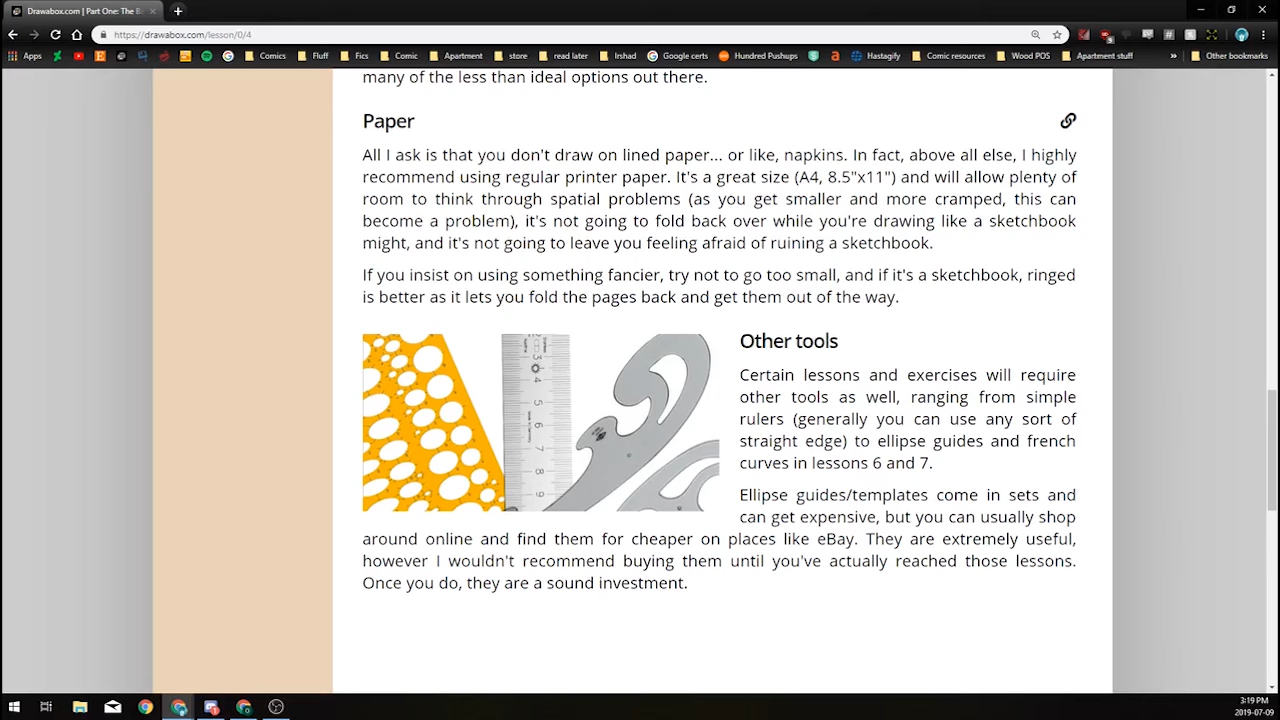 Drawabox.com | Part One: The B
https://drawabox.com/lesson/0/4
Apps Comics Fluff Fics Comic Apartment store read later Irshad Google certs Hundred Pushups Hastagify Comic resources Wood POS Apartment stuff » Other bookmarks
many of the less than ideal options out there.
Paper
All I ask is that you don't draw on lined paper... or like, napkins. In fact, above all else, I highly
recommend using regular printer paper. It's a great size (A4, 8.5"x11") and will allow plenty of
room to think through spatial problems (as you get smaller and more cramped, this can
become a problem), it's not going to fold back over while you're drawing like a sketchbook
might, and it's not going to leave you feeling afraid of ruining a sketchbook.
If you insist on using something fancier, try not to go too small, and if it's a sketchbook, ringed
is better as it lets you fold the pages back and get them out of the way.
Other tools
Certain lessons and exercises will require
other tools as well, ranging from simple
rulers (generally you can use any sort of
straight edge) to ellipse guides and french
curves in lessons 6 and 7.
Ellipse guides/templates come in sets and
can get expensive, but you can usually shop
around online and find them for cheaper on places like eBay. They are extremely useful,
however I wouldn't recommend buying them until you've actually reached those lessons.
Once you do, they are a sound investment.
3
4
5
6
7
8
9
3:19 PM
2019-07-09